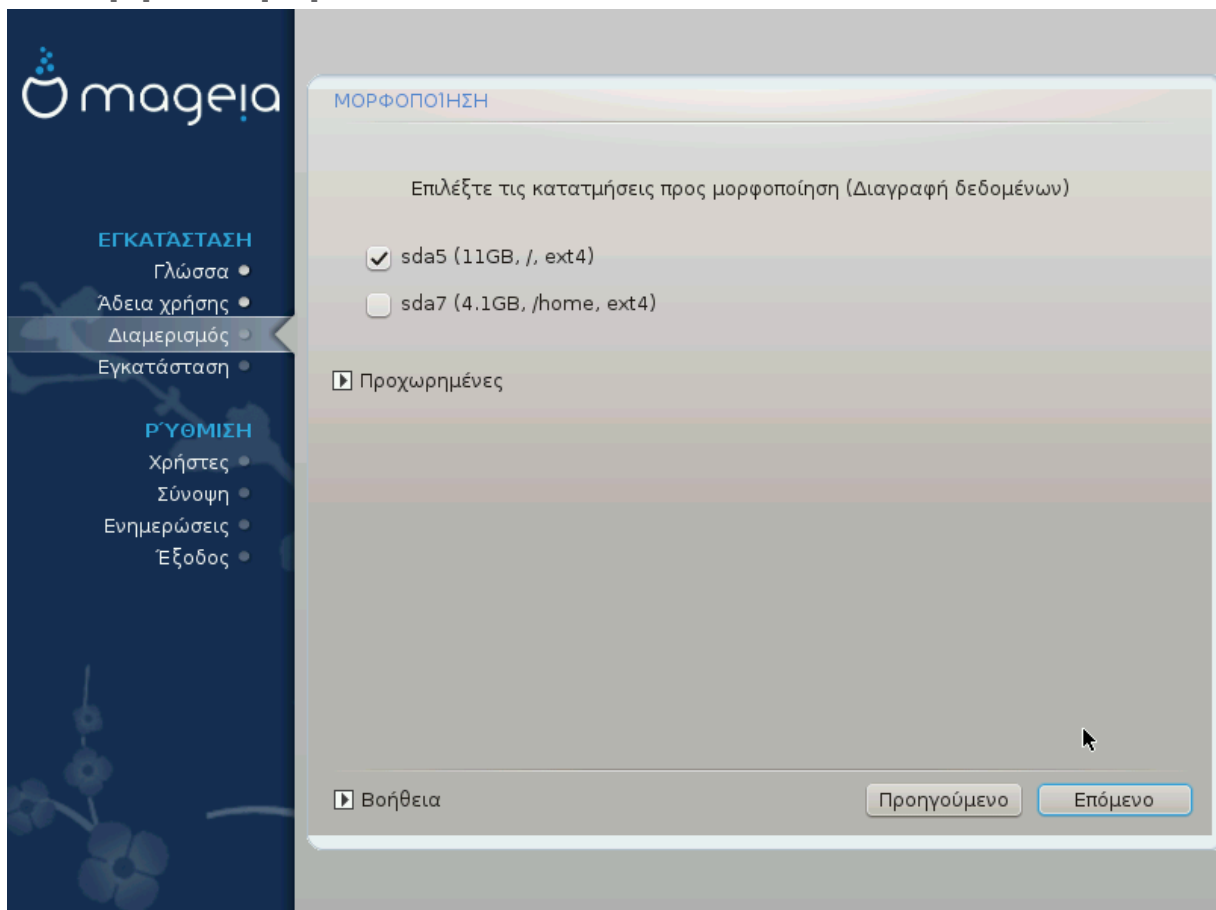 mageia
ΕΓΚΑΤΆΣΤΑΣΗ
Γλώσσα
Άδεια χρήσης
Διαμερισμός
Εγκατάσταση
ΡΎΘΜΙΣΗ
Χρήστες
Σύνοψη
Ενημερώσεις
Έξοδος
ΜΟΡΦΟΠΟΊΗΣΗ
Επιλέξτε τις κατατμήσεις προς μορφοποίηση (Διαγραφή δεδομένων)
sda5 (11GB, /, ext4)
sda7 (4.1GB, /home, ext4)
Προχωρημένες
Βοήθεια
Προηγούμενο
Επόμενο